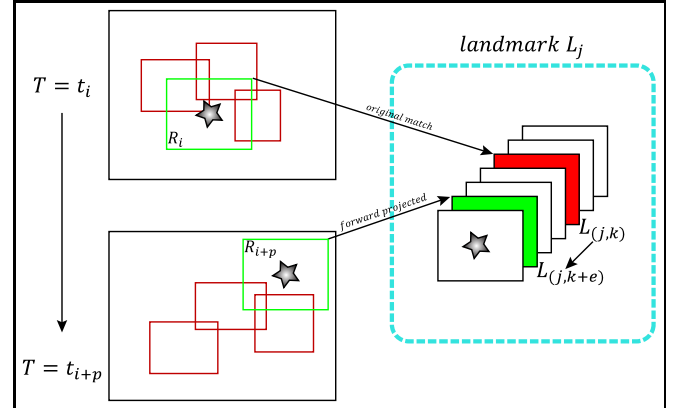 landmark L_j
T = t_i
original match
R_i
forward projected
L_(j,k)
R_{i+p}
L_(j,k+e)
T = t_{i+p}